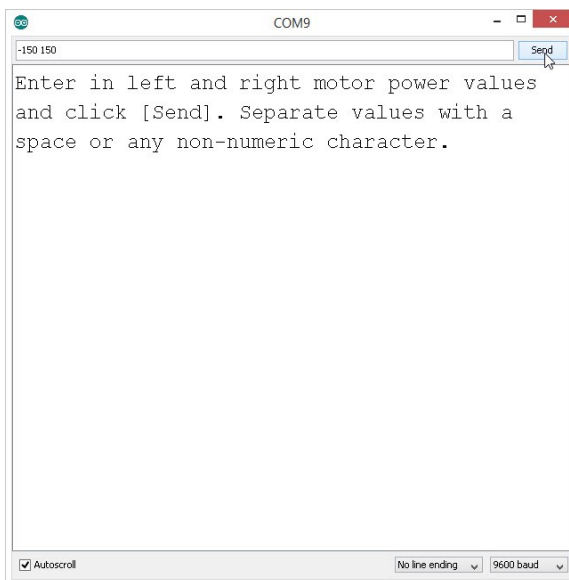 COM9
-150 150
Send
Enter in left and right motor power values
and click [Send]. Separate values with a
space or any non-numeric character.
Autoscroll
No line ending
9600 baud